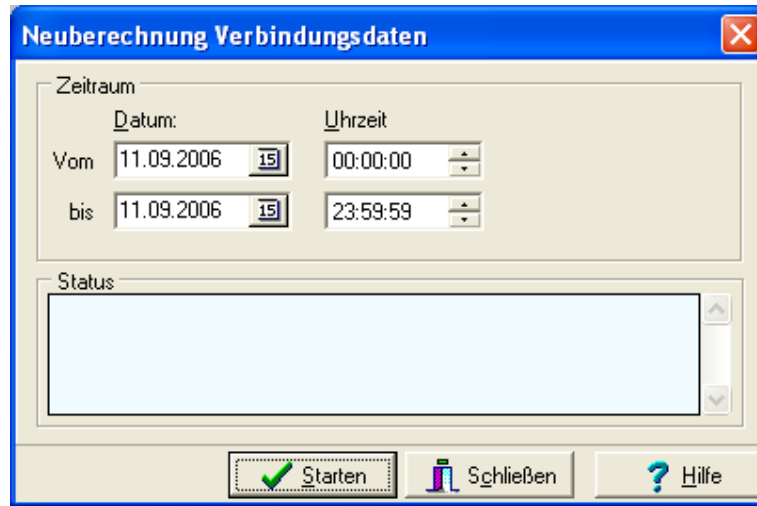 Neuberechnung Verbindungsdaten
Zeitraum
Datum: Uhrzeit
Vom 11.09.2006 15 00:00:00
bis 11.09.2006 15 23:59:59
Status
Starten Schließen ? Hilfe